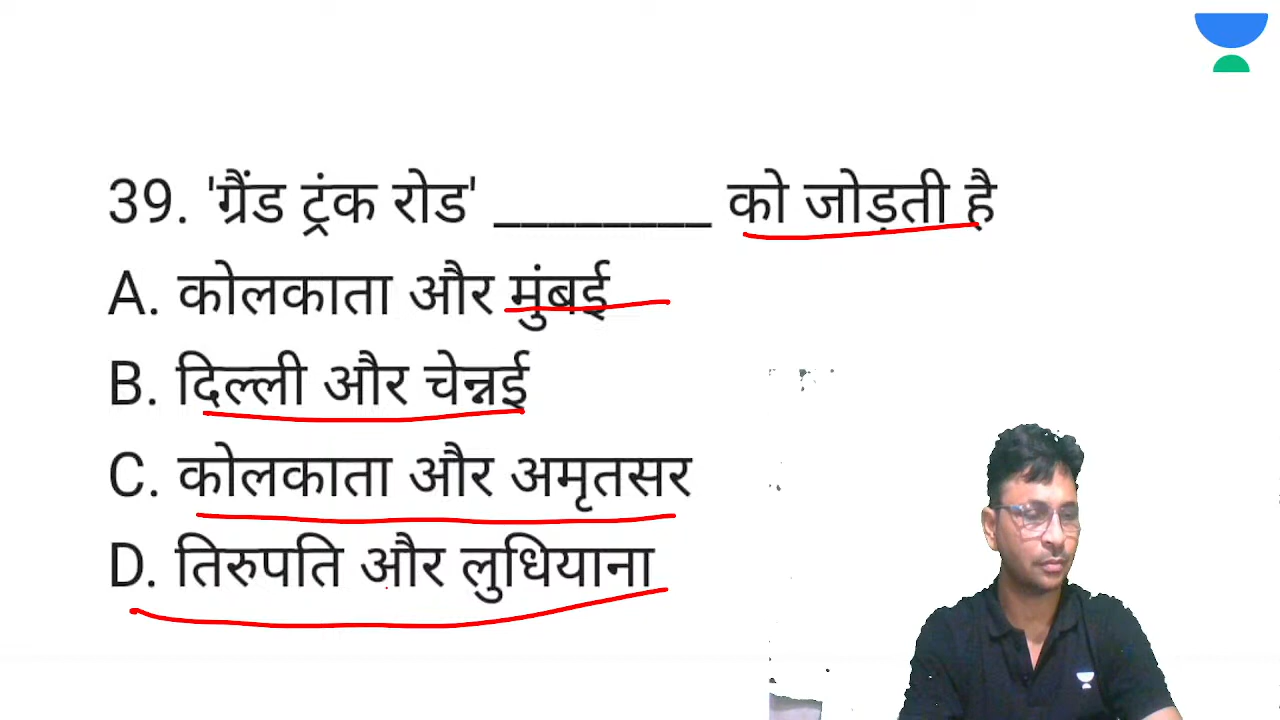 39. 'ग्रैंड ट्रंक रोड' ________ को जोड़ती है
A. कोलकाता और मुंबई
B. दिल्ली और चेन्नई
C. कोलकाता और अमृतसर
D. तिरुपति और लुधियाना